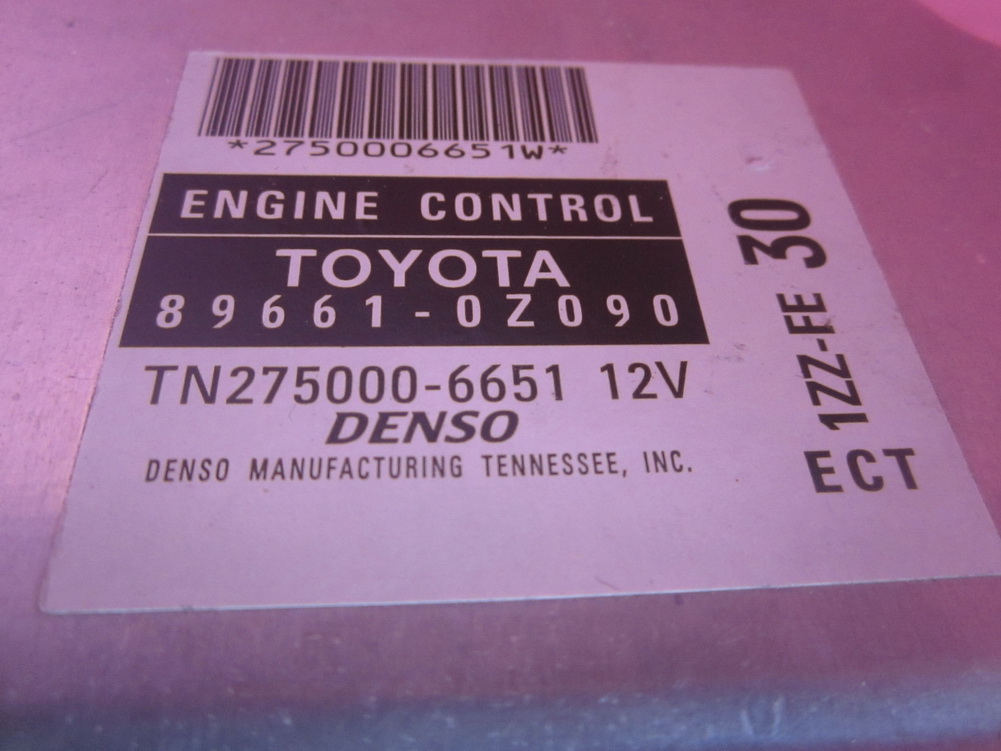 *2750006651W*
ENGINE CONTROL
TOYOTA
89661-0Z090
TN275000-6651 12V
DENSO
DENSO MANUFACTURING TENNESSEE, INC.
1ZZ-FE 30
ECT